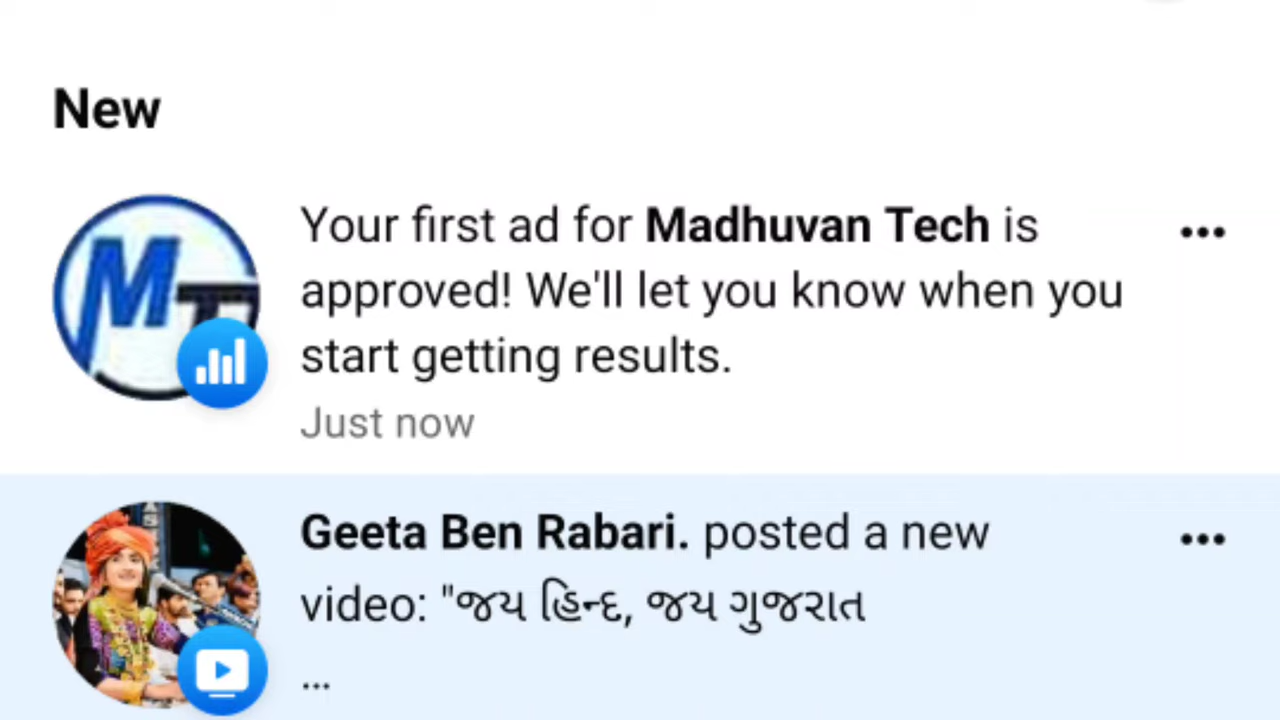 New
MT
Your first ad for Madhuvan Tech is
approved! We'll let you know when you
start getting results.
Just now
Geeta Ben Rabari. posted a new
video: "જય હિન્દ, જય ગુજરાત
...